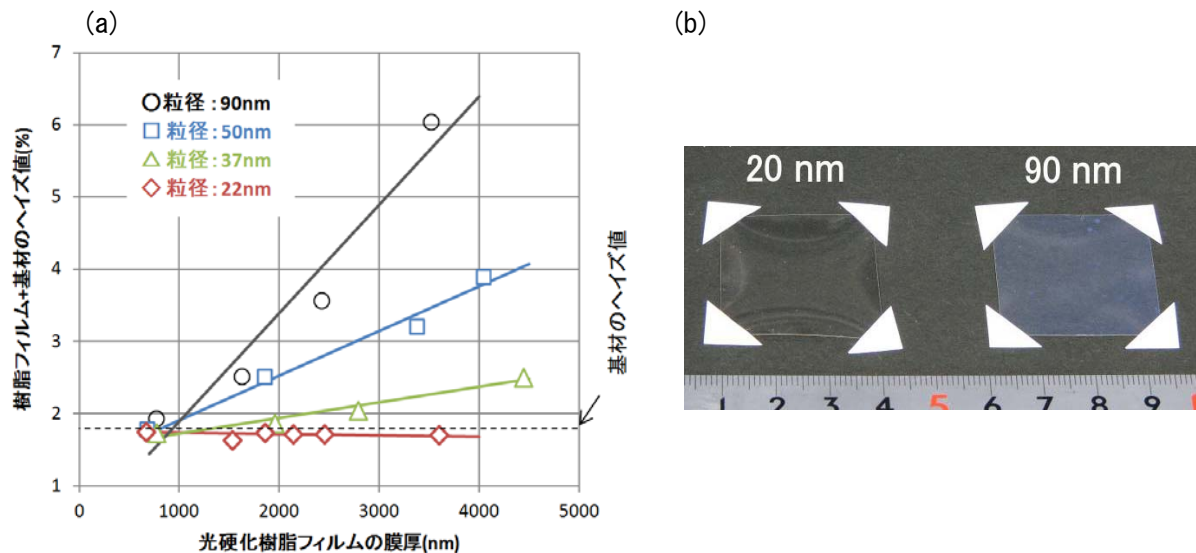 (a)
(b)
7
6
5
4
3
2
1
0
1000
2000
3000
4000
5000
粒径:90nm
粒径:50nm
粒径:37nm
粒径:22nm
樹脂フィルム+基材のヘイズ値(%)
光硬化樹脂フィルムの膜厚(nm)
基材のヘイズ値
20 nm
90 nm
1 2 3 4 5 6 7 8 9